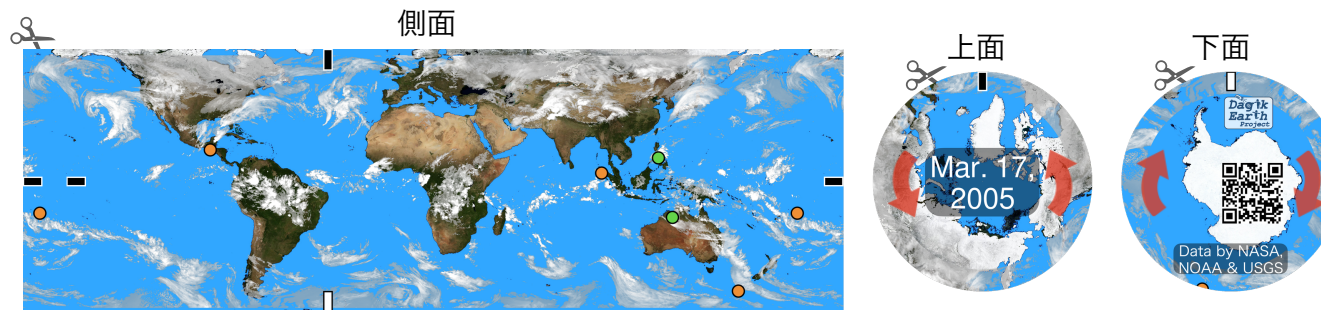 側面
上面
下面
Mar. 17
2005
Dagik
Earth
Project
Data by NASA,
NOAA & USGS